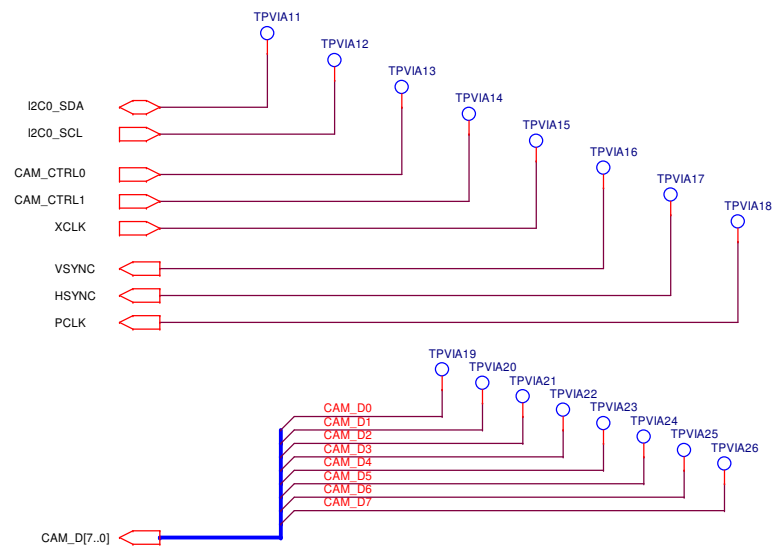 TPVIA11
TPVIA12
TPVIA13
TPVIA14
TPVIA15
TPVIA16
TPVIA17
TPVIA18
I2C0_SDA
I2C0_SCL
CAM_CTRL0
CAM_CTRL1
XCLK
VSYNC
HSYNC
PCLK
TPVIA19
TPVIA20
TPVIA21
TPVIA22
TPVIA23
TPVIA24
TPVIA25
TPVIA26
CAM_D0
CAM_D1
CAM_D2
CAM_D3
CAM_D4
CAM_D5
CAM_D6
CAM_D7
CAM_D[7..0]